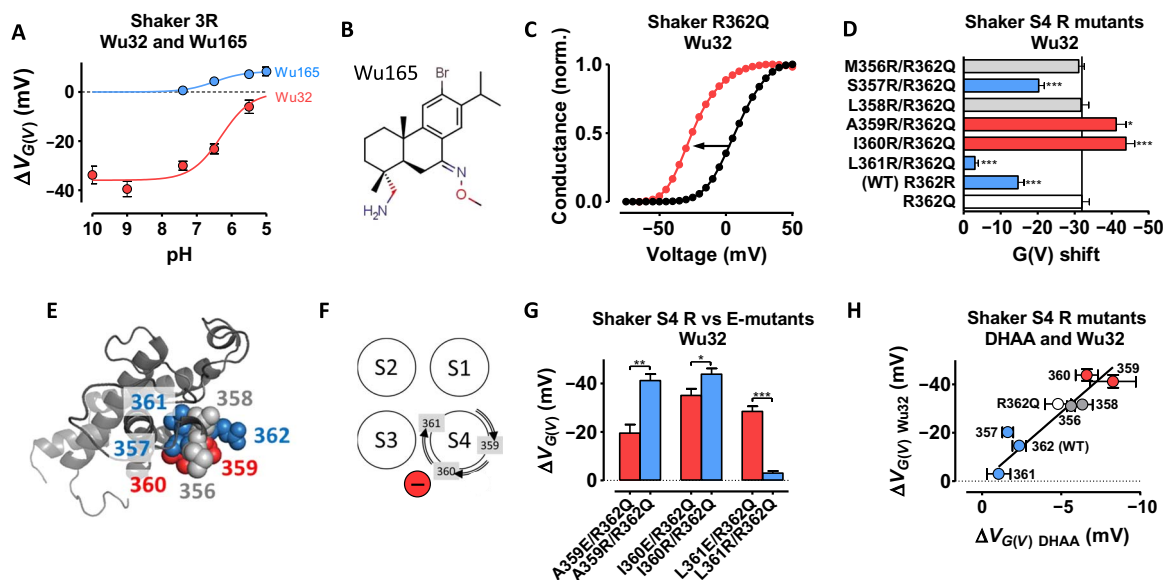 A
Shaker 3R
Wu32 and Wu165
ΔV G(V) (mV)
0
−20
−40
Wu165
Wu32
10 9 8 7 6 5
pH
B
Wu165
Br
N
O
H₂N
C
Shaker R362Q
Wu32
Conductance (norm.)
1.0
0.5
0.0
−50 0 50
Voltage (mV)
D
Shaker S4 R mutants
Wu32
M356R/R362Q
S357R/R362Q ***
L358R/R362Q
A359R/R362Q *
I360R/R362Q ***
L361R/R362Q ***
(WT) R362R ***
R362Q
0 −10 −20 −30 −40 −50
G(V) shift
E
361
358
362
357
359
360
356
F
S2 S1
S3 S4
361
359
360
−
G
Shaker S4 R vs E-mutants
Wu32
ΔV G(V) (mV)
−40
−20
0
** * ***
A359E/R362Q
A359R/R362Q
I360E/R362Q
I360R/R362Q
L361E/R362Q
L361R/R362Q
H
Shaker S4 R mutants
DHAA and Wu32
ΔV G(V) Wu32 (mV)
−40
−20
0
360
359
R362Q
358
356
357
362 (WT)
361
0 −5 −10
ΔV G(V) DHAA (mV)